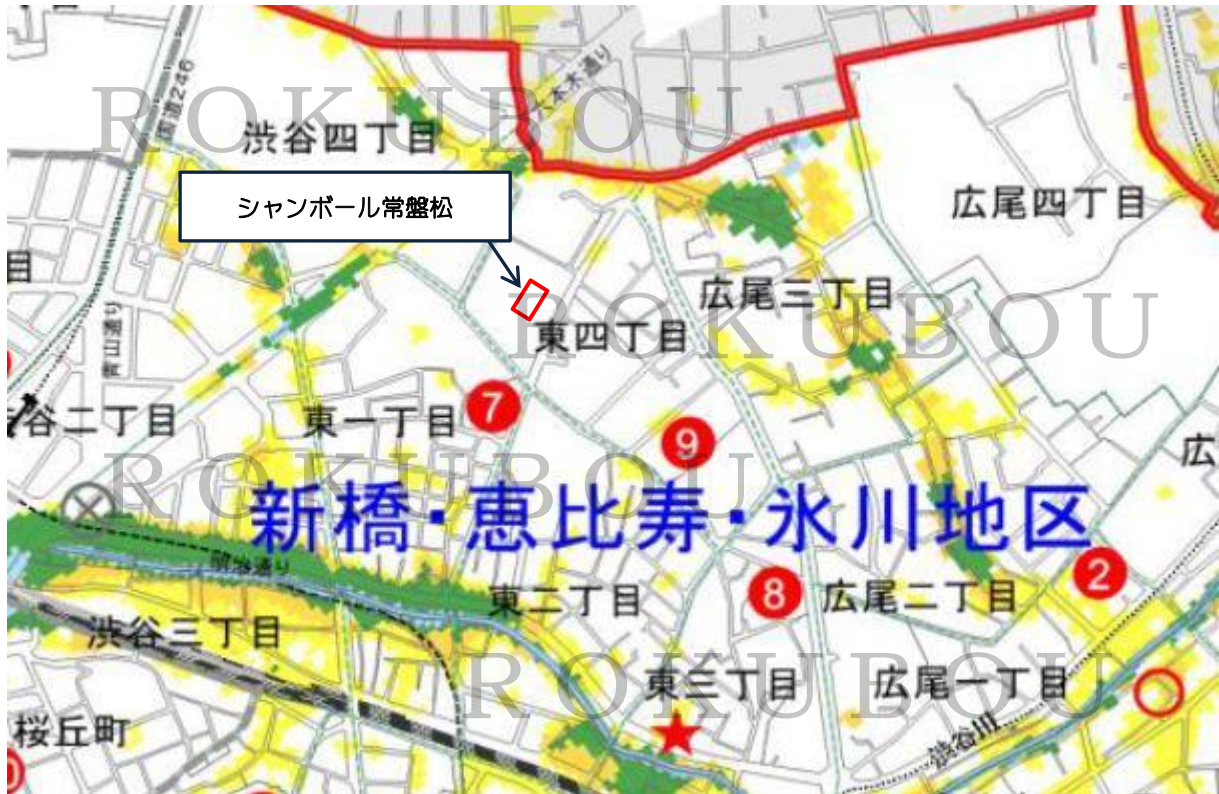 国道246
六本木通り
ROKUBOU
渋谷四丁目
シャンボール常盤松
広尾四丁目
目
青山通り
広尾三丁目
ROKUBOU
東四丁目
7
谷二丁目
東一丁目
9
広
ROKUBOU
新橋・恵比寿・氷川地区
明治通り
2
8
東二丁目
広尾二丁目
渋谷三丁目
ROKUBOU
東三丁目
広尾一丁目
桜丘町
渋谷川